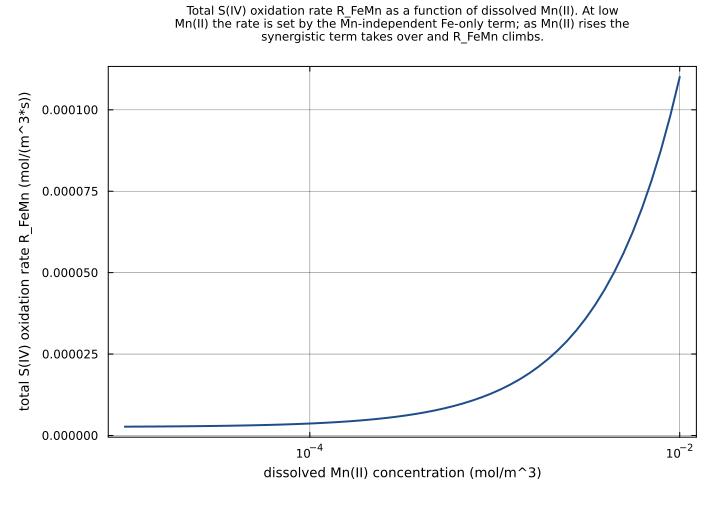 Total S(IV) oxidation rate R_FeMn as a function of dissolved Mn(II). At low
Mn(II) the rate is set by the Mn-independent Fe-only term; as Mn(II) rises the
synergistic term takes over and R_FeMn climbs.
total S(IV) oxidation rate R_FeMn (mol/(m^3*s))
0.000100
0.000075
0.000050
0.000025
0.000000
10⁻⁴ 10⁻²
dissolved Mn(II) concentration (mol/m^3)